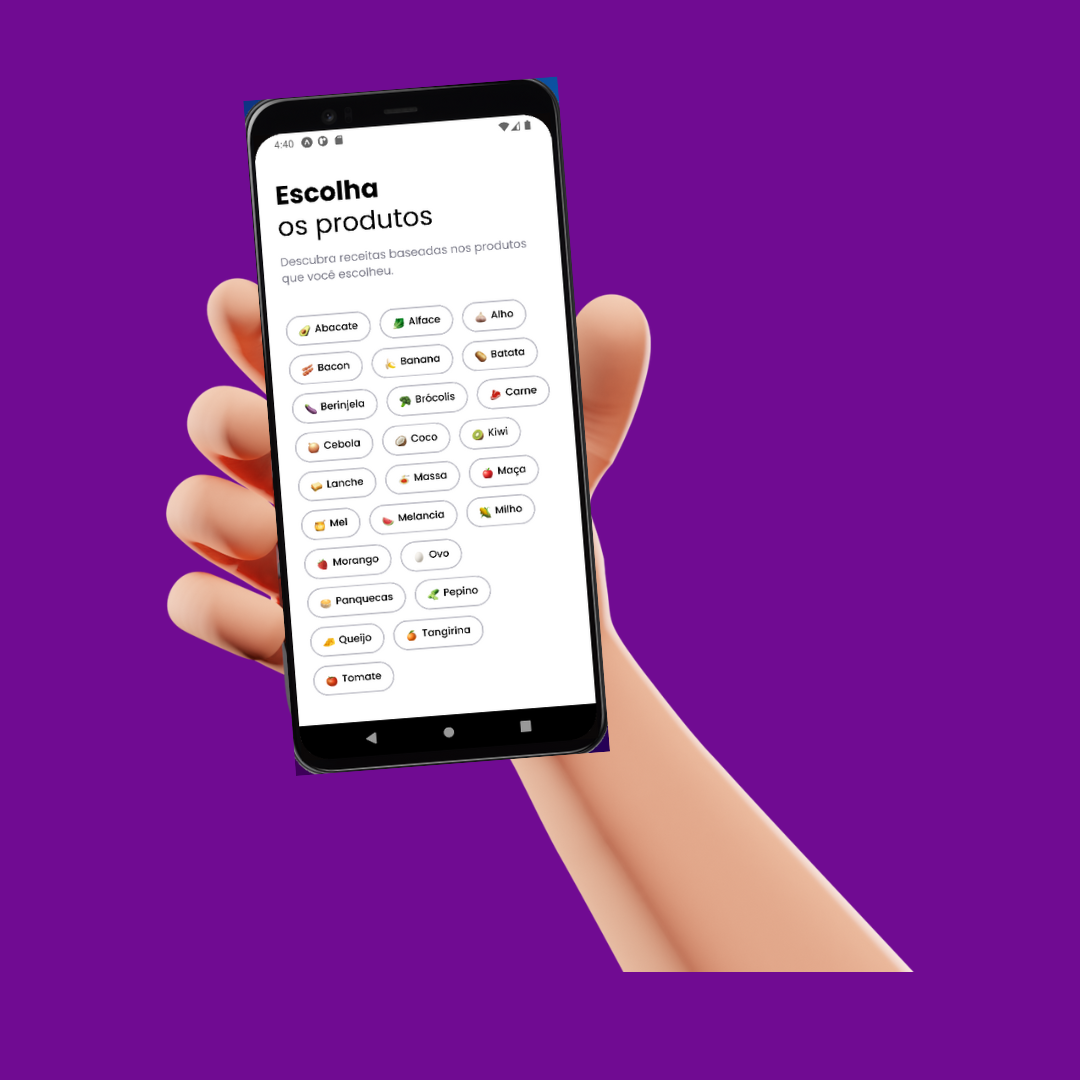 4:40
Escolha
os produtos
Descubra receitas baseadas nos produtos
que você escolheu.
Abacate Alface Alho
Bacon Banana Batata
Berinjela Brócolis Carne
Cebola Coco Kiwi
Lanche Massa Maça
Mel Melancia Milho
Morango Ovo
Panquecas Pepino
Queijo Tangirina
Tomate